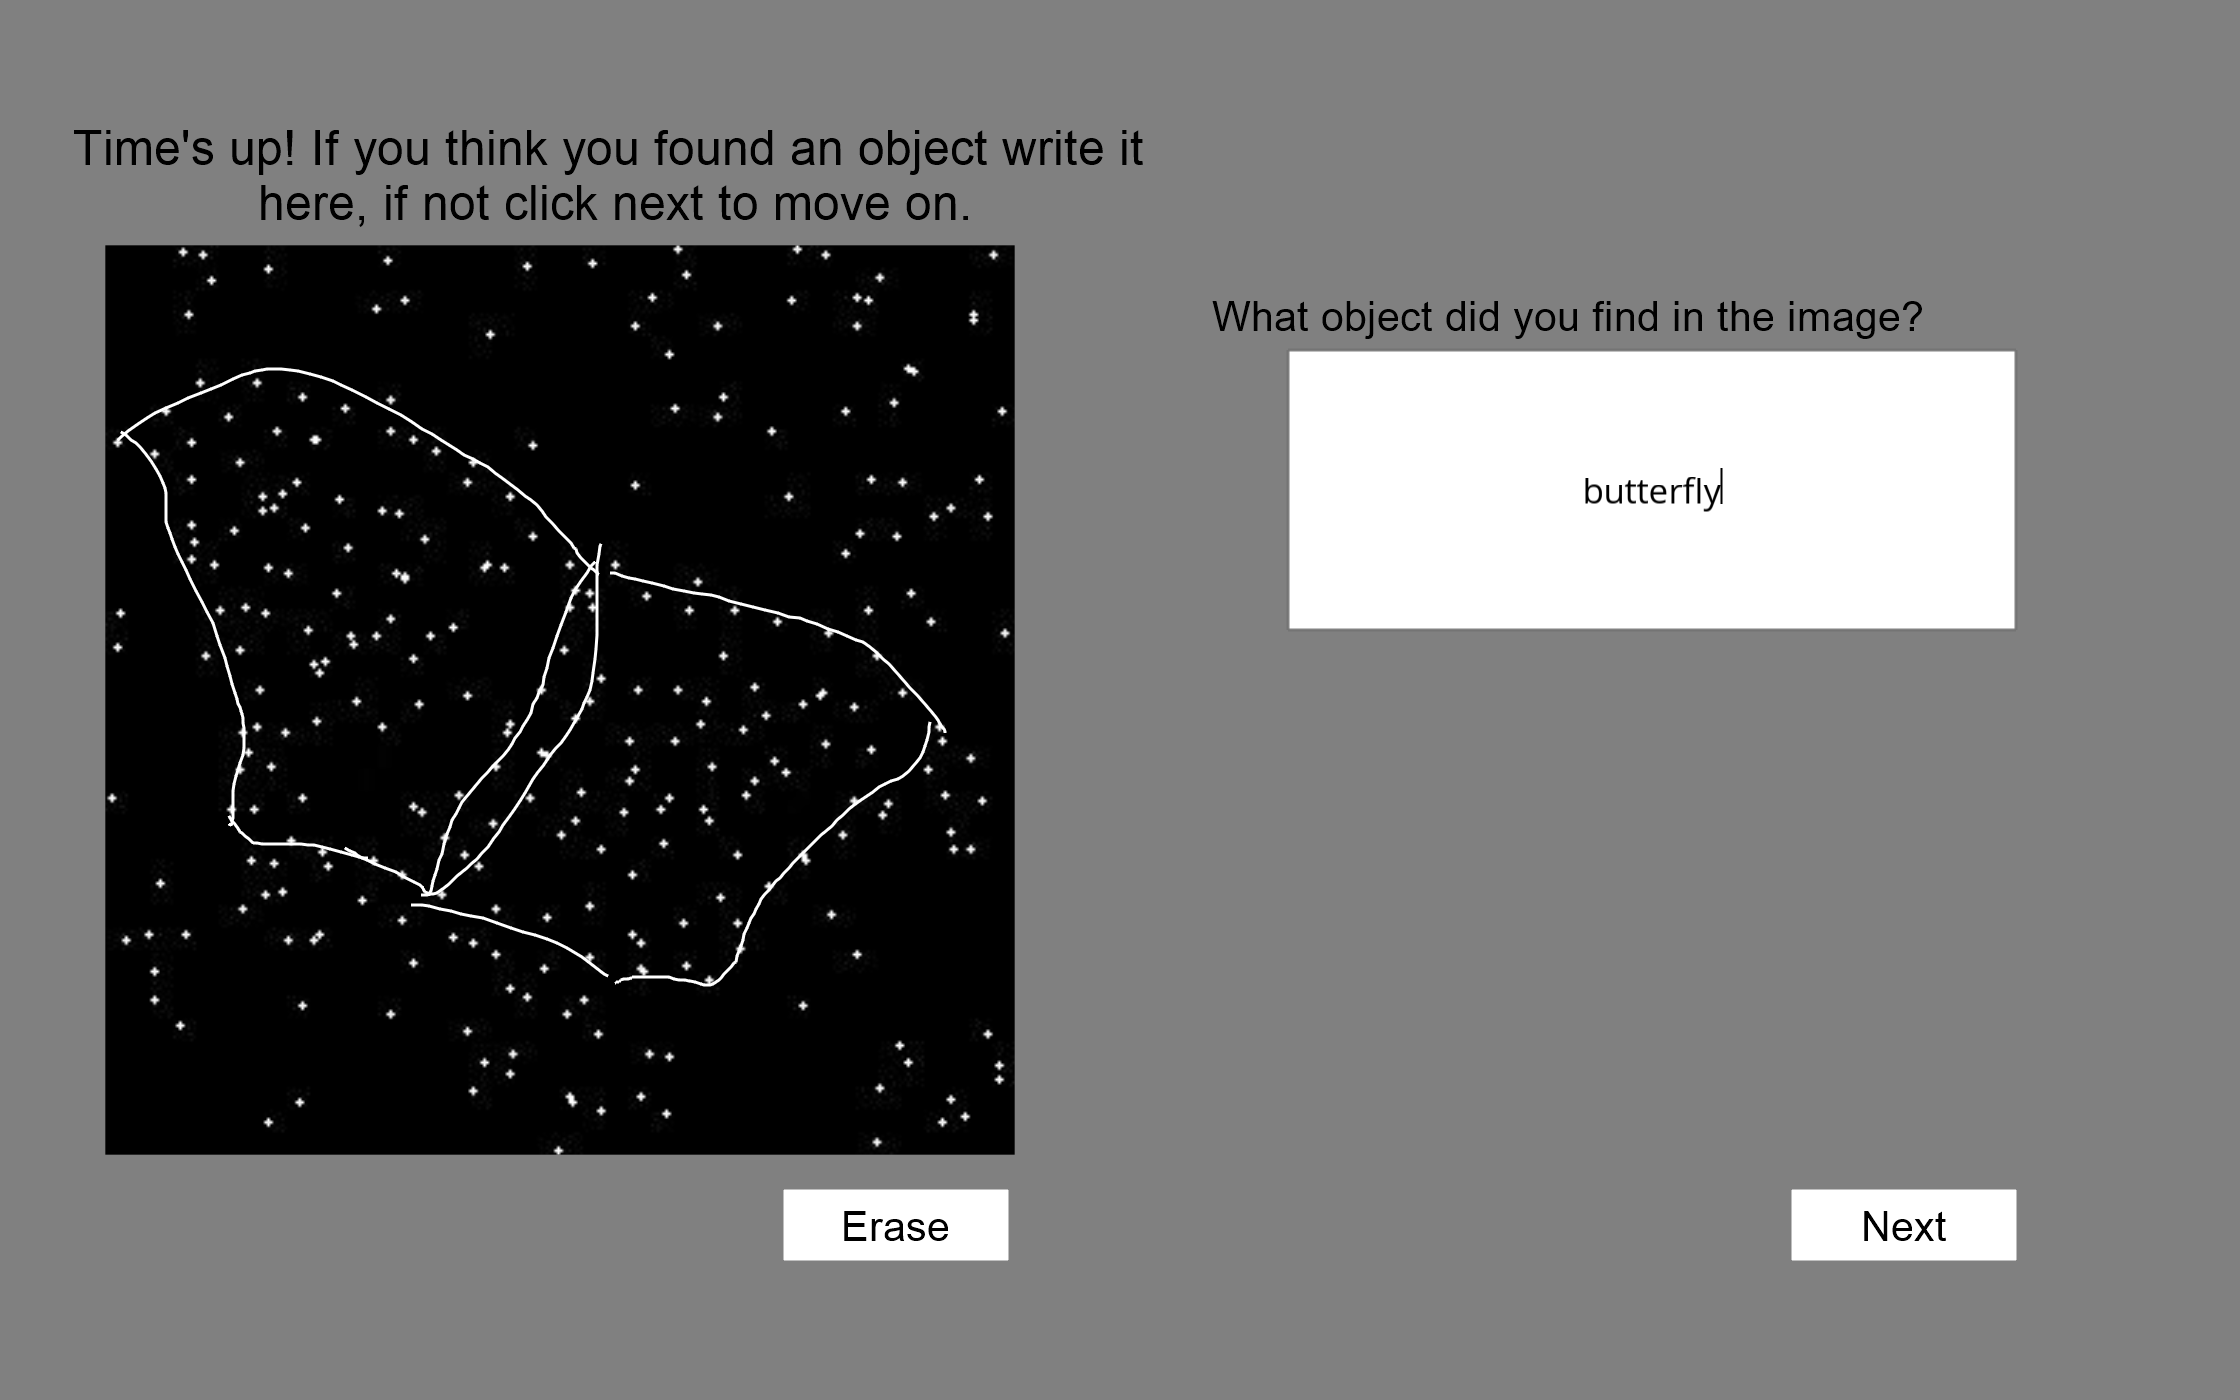 Time's up! If you think you found an object write it
here, if not click next to move on.
What object did you find in the image?
butterfly
Erase
Next